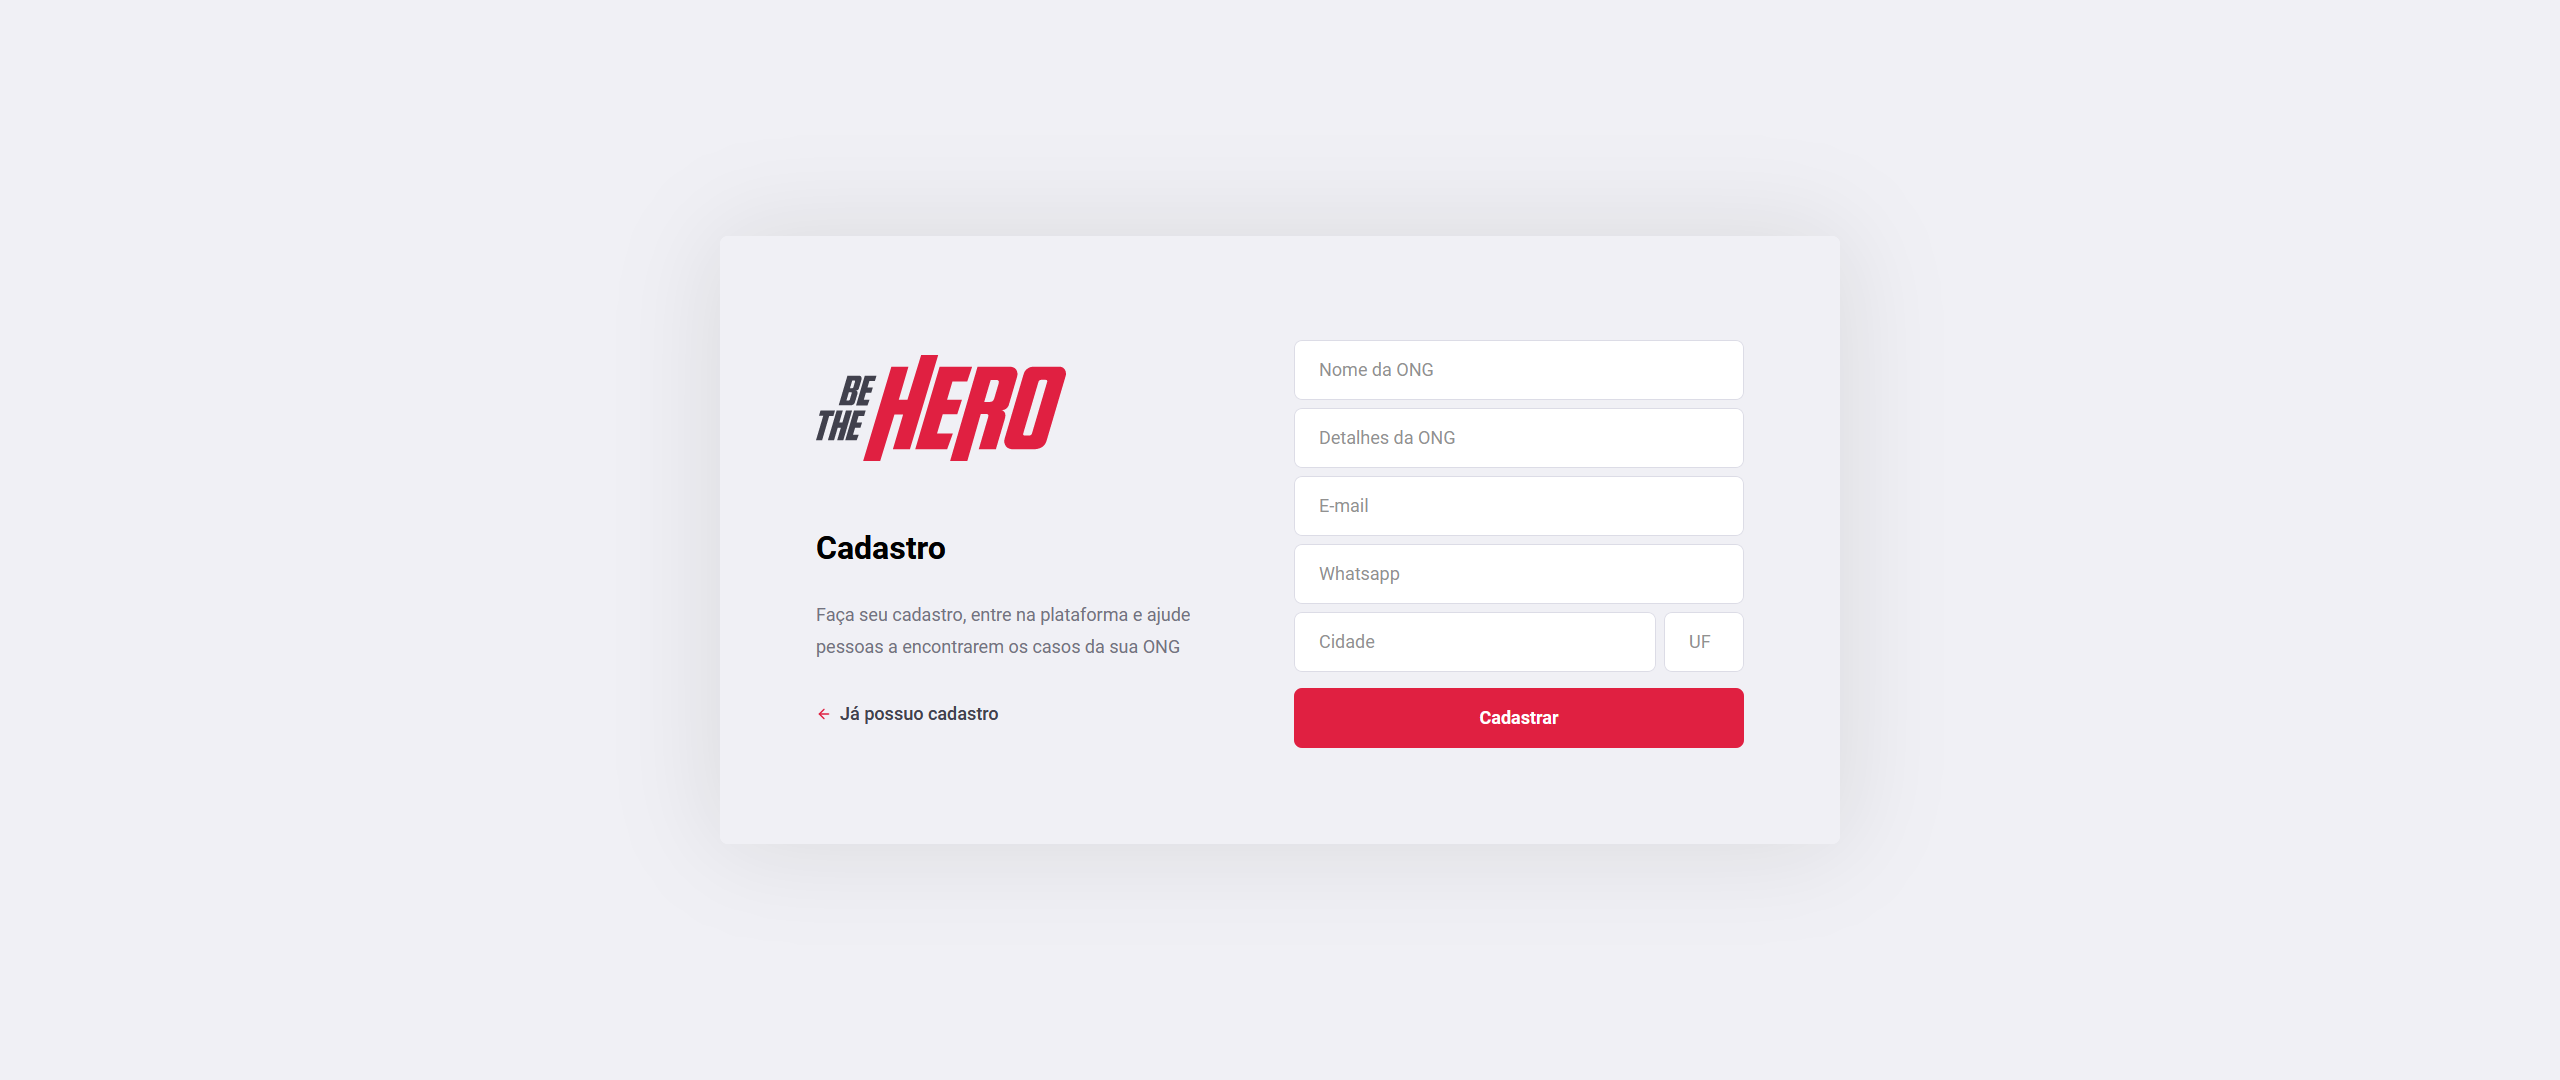 BE
THE
HERO
Cadastro
Faça seu cadastro, entre na plataforma e ajude
pessoas a encontrarem os casos da sua ONG
Já possuo cadastro
Nome da ONG
Detalhes da ONG
E-mail
Whatsapp
Cidade
UF
Cadastrar